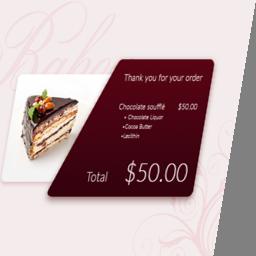 Thank you for your order
Chocolate soufflé $50.00
• Chocolate Liquor
•Cocoa Butter
•Lecithin
Total $50.00